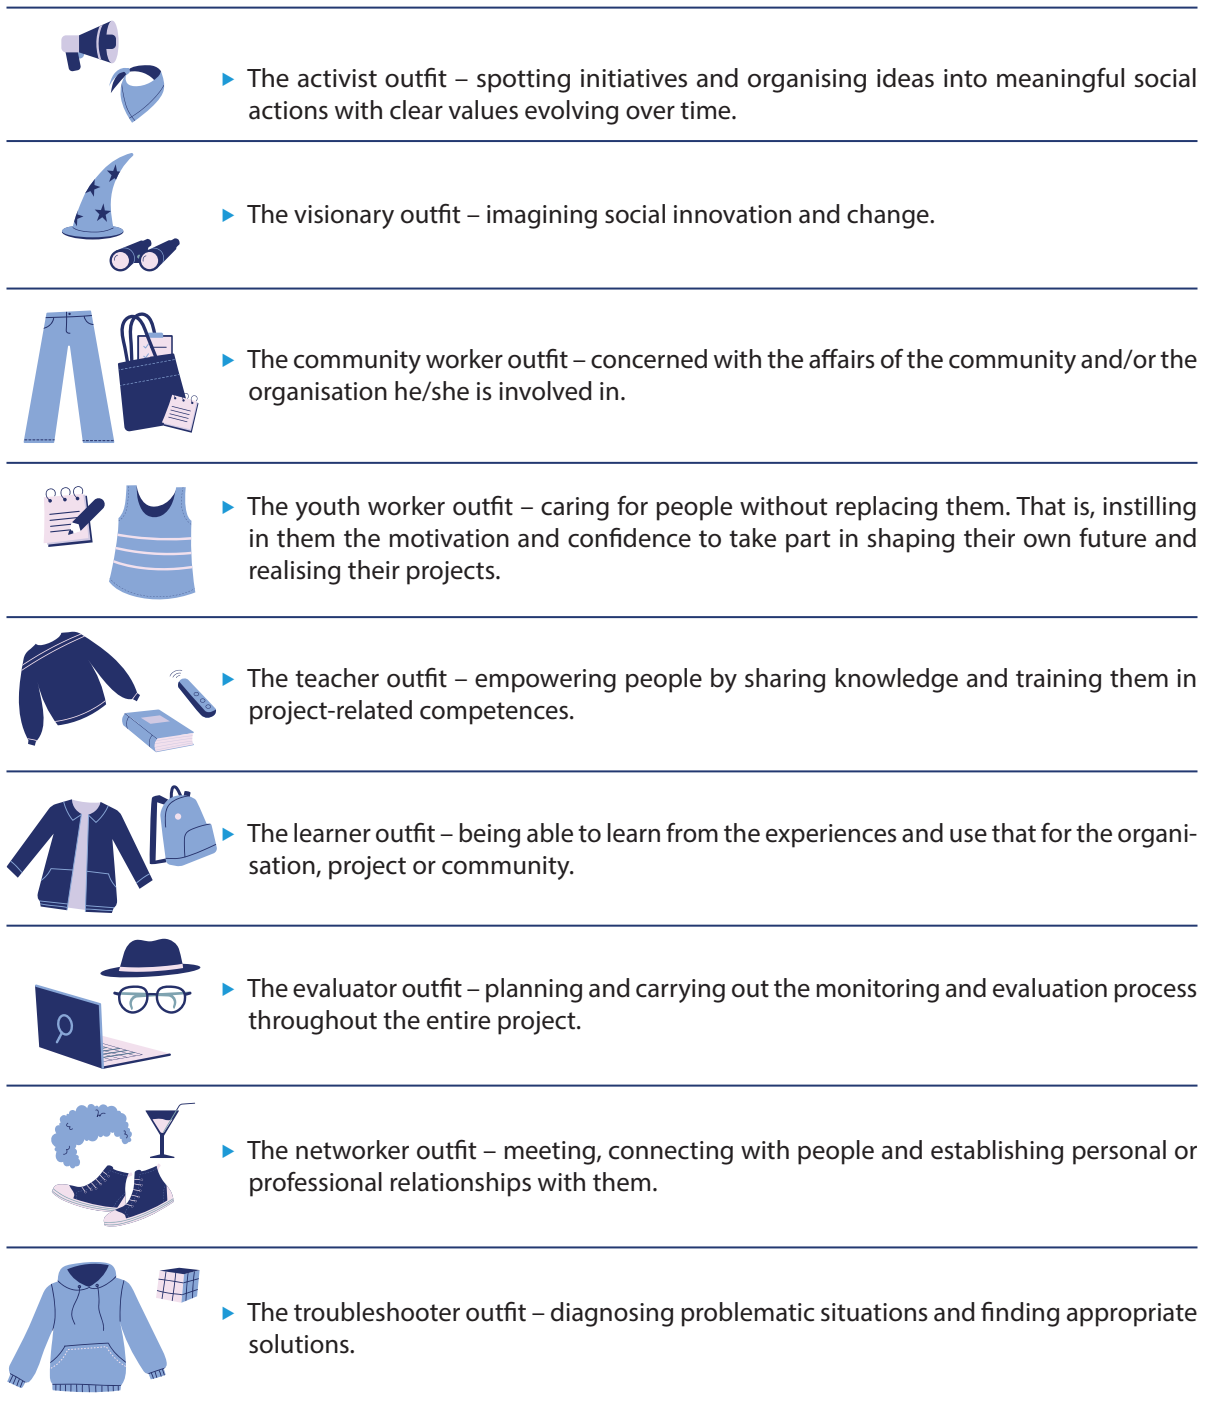 The activist outfit – spotting initiatives and organising ideas into meaningful social
actions with clear values evolving over time.
The visionary outfit – imagining social innovation and change.
The community worker outfit – concerned with the affairs of the community and/or the
organisation he/she is involved in.
The youth worker outfit – caring for people without replacing them. That is, instilling
in them the motivation and confidence to take part in shaping their own future and
realising their projects.
The teacher outfit – empowering people by sharing knowledge and training them in
project-related competences.
The learner outfit – being able to learn from the experiences and use that for the organi-
sation, project or community.
The evaluator outfit – planning and carrying out the monitoring and evaluation process
throughout the entire project.
The networker outfit – meeting, connecting with people and establishing personal or
professional relationships with them.
The troubleshooter outfit – diagnosing problematic situations and finding appropriate
solutions.